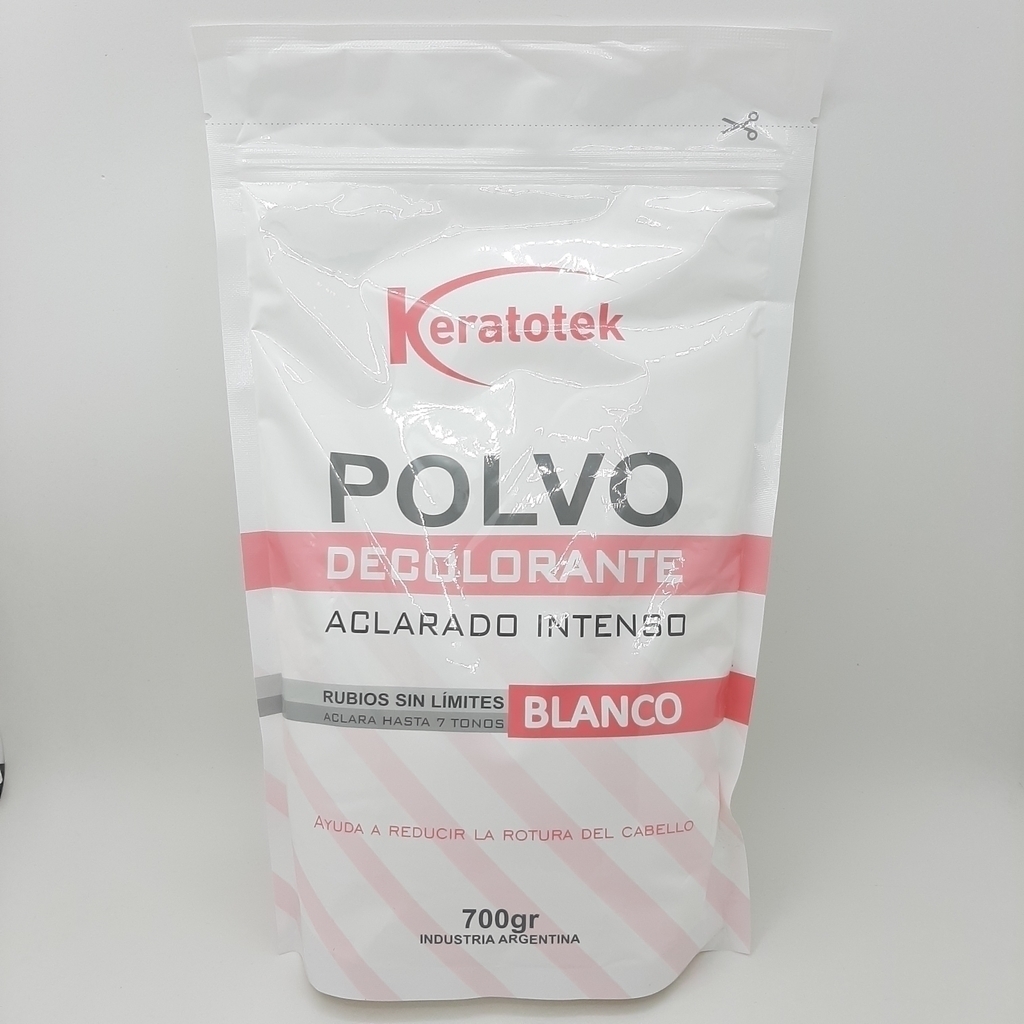 Keratotek
POLVO
DECOLORANTE
ACLARADO INTENSO
RUBIOS SIN LÍMITES
ACLARA HASTA 7 TONOS
BLANCO
AYUDA A REDUCIR LA ROTURA DEL CABELLO
700gr
INDUSTRIA ARGENTINA